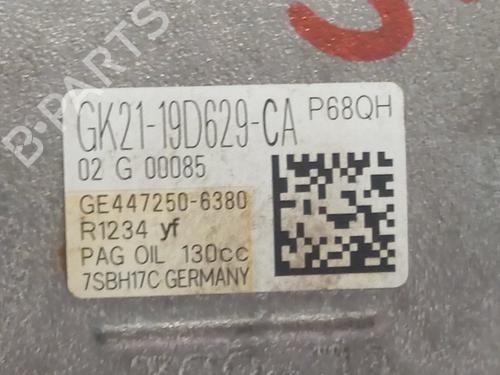 B-PARTS
GK21-19D629-CA P68QH
02 G 00085
GE447250-6380
R1234 yf
PAG OIL 130cc
7SBH17C GERMANY